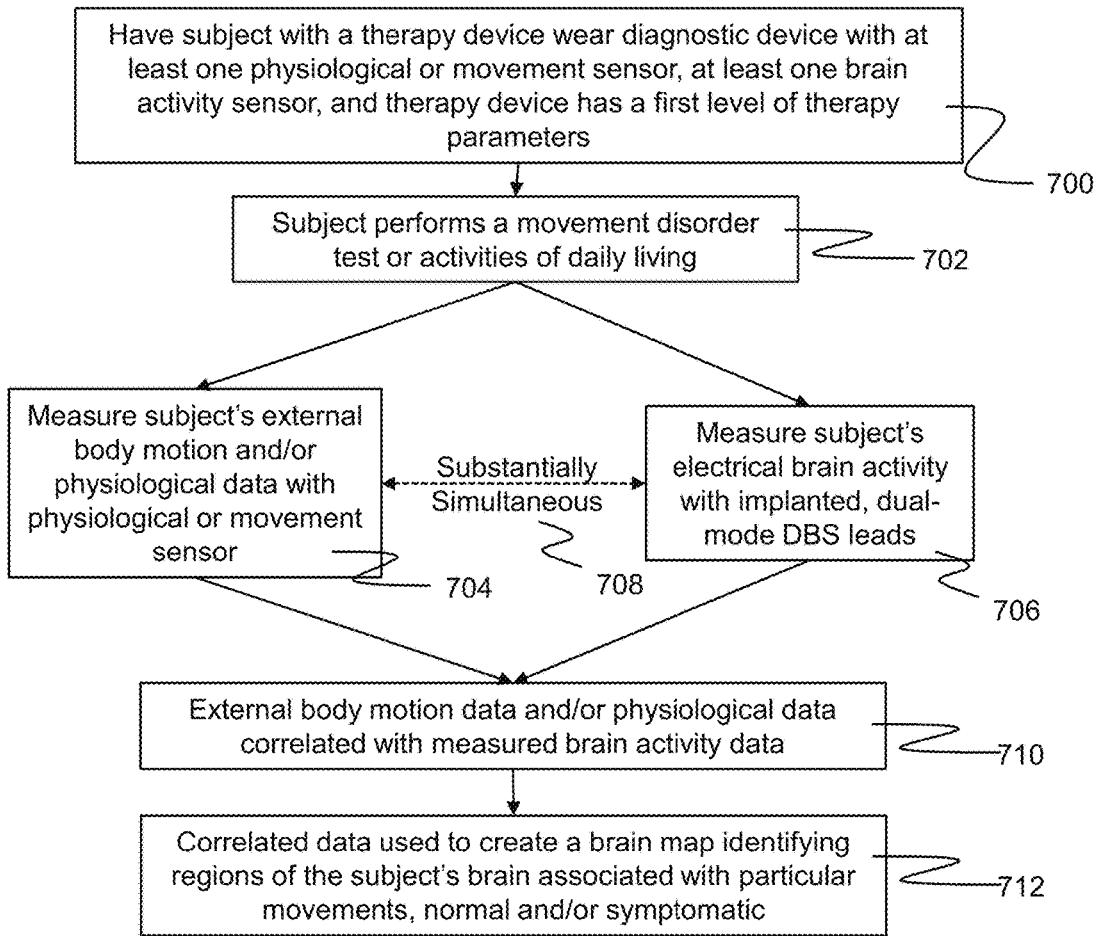 Have subject with a therapy device wear diagnostic device with at
least one physiological or movement sensor, at least one brain
activity sensor, and therapy device has a first level of therapy
parameters
700
Subject performs a movement disorder
test or activities of daily living
702
Measure subject’s external
body motion and/or
physiological data with
physiological or movement
sensor
704
Substantially
Simultaneous
708
Measure subject’s
electrical brain activity
with implanted, dual-
mode DBS leads
706
External body motion data and/or physiological data
correlated with measured brain activity data
710
Correlated data used to create a brain map identifying
regions of the subject’s brain associated with particular
movements, normal and/or symptomatic
712